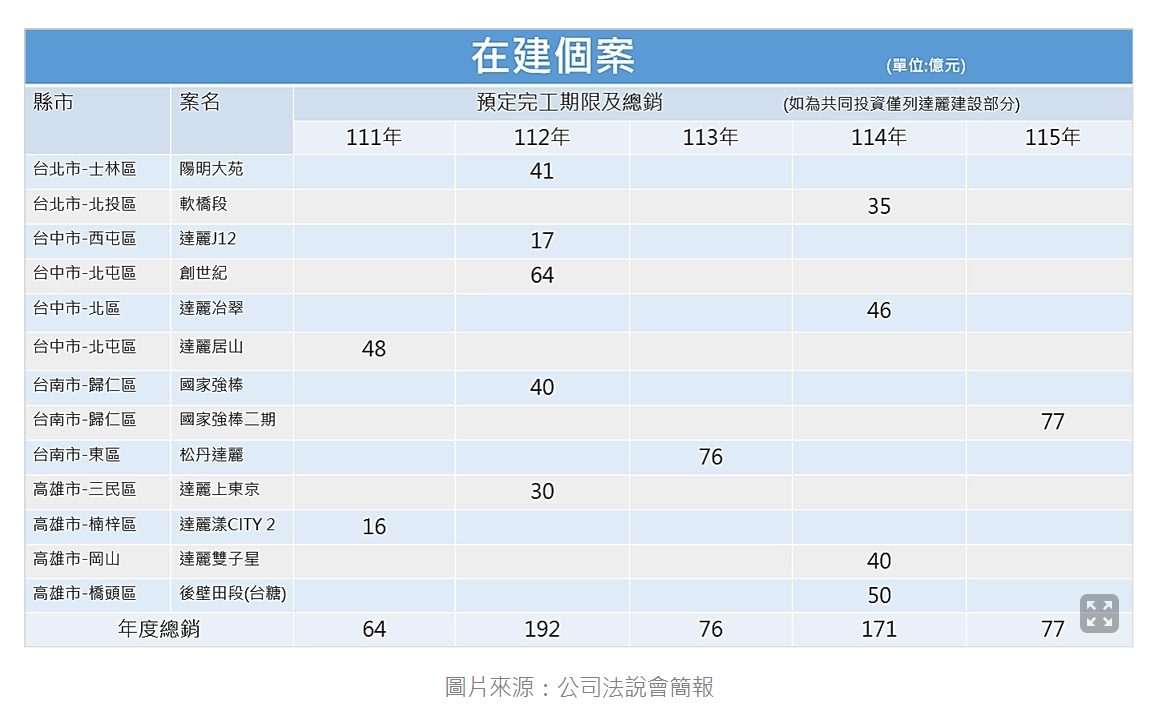 在建個案 (單位:億元)
縣市 案名 預定完工期限及總銷 (如為共同投資僅列達麗建設部分)
111年 112年 113年 114年 115年
台北市-士林區 陽明大苑 41
台北市-北投區 軟橋段 35
台中市-西屯區 達麗J12 17
台中市-北屯區 創世紀 64
台中市-北區 達麗冶翠 46
台中市-北屯區 達麗居山 48
台南市-歸仁區 國家強棒 40
台南市-歸仁區 國家強棒二期 77
台南市-東區 松丹達麗 76
高雄市-三民區 達麗上東京 30
高雄市-楠梓區 達麗漾CITY 2 16
高雄市-岡山 達麗雙子星 40
高雄市-橋頭區 後壁田段(台糖) 50
年度總銷 64 192 76 171 77
圖片來源：公司法說會簡報